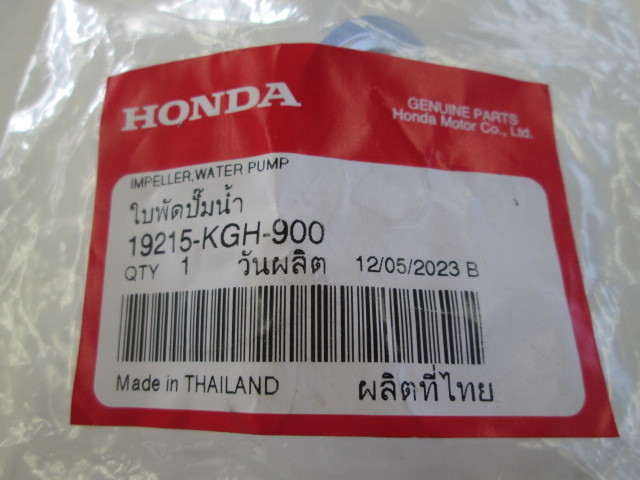 HONDA
GENUINE PARTS
Honda Motor Co., Ltd.
IMPELLER,WATER PUMP
ใบพัดปั๊มน้ำ
19215-KGH-900
QTY 1 วันผลิต 12/05/2023 B
Made in THAILAND ผลิตที่ไทย